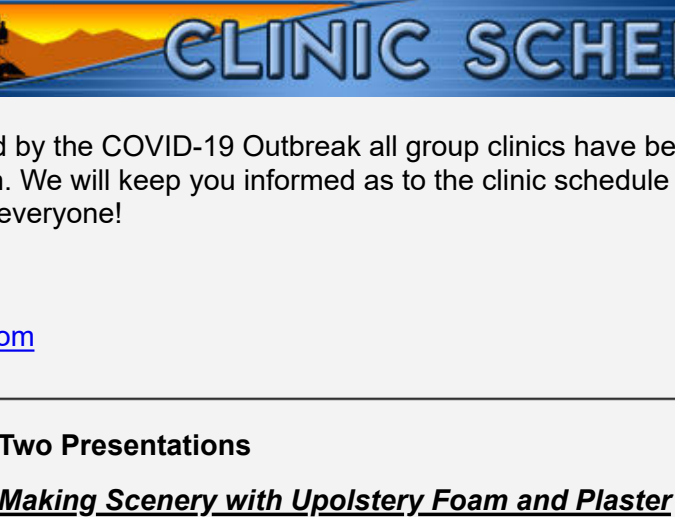 CLINIC SCHE
d by the COVID-19 Outbreak all group clinics have be
. We will keep you informed as to the clinic schedule
everyone!
om
Two Presentations
Making Scenery with Upolstery Foam and Plaster